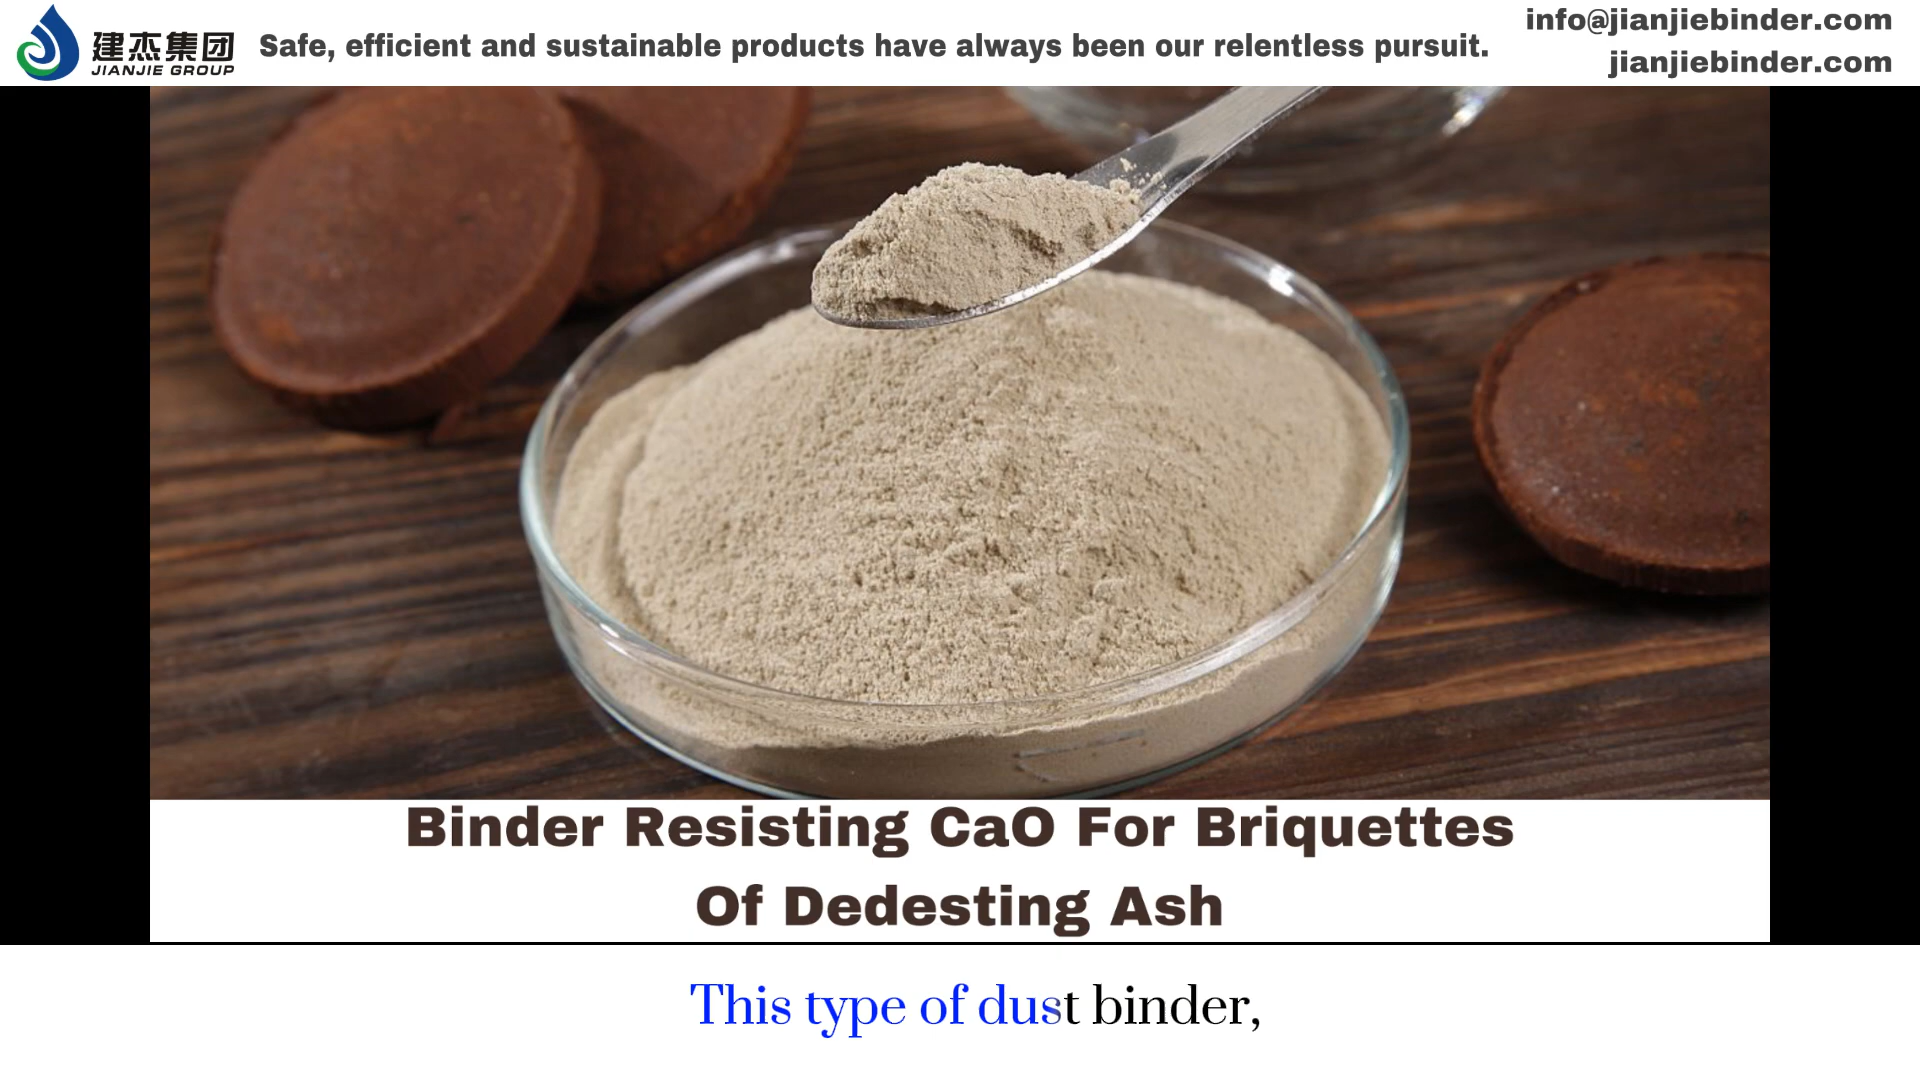 建杰集团
JIANJIE GROUP
Safe, efficient and sustainable products have always been our relentless pursuit.
info@jianjiebinder.com
jianjiebinder.com
Binder Resisting CaO For Briquettes
Of Dedesting Ash
This type of dust binder,